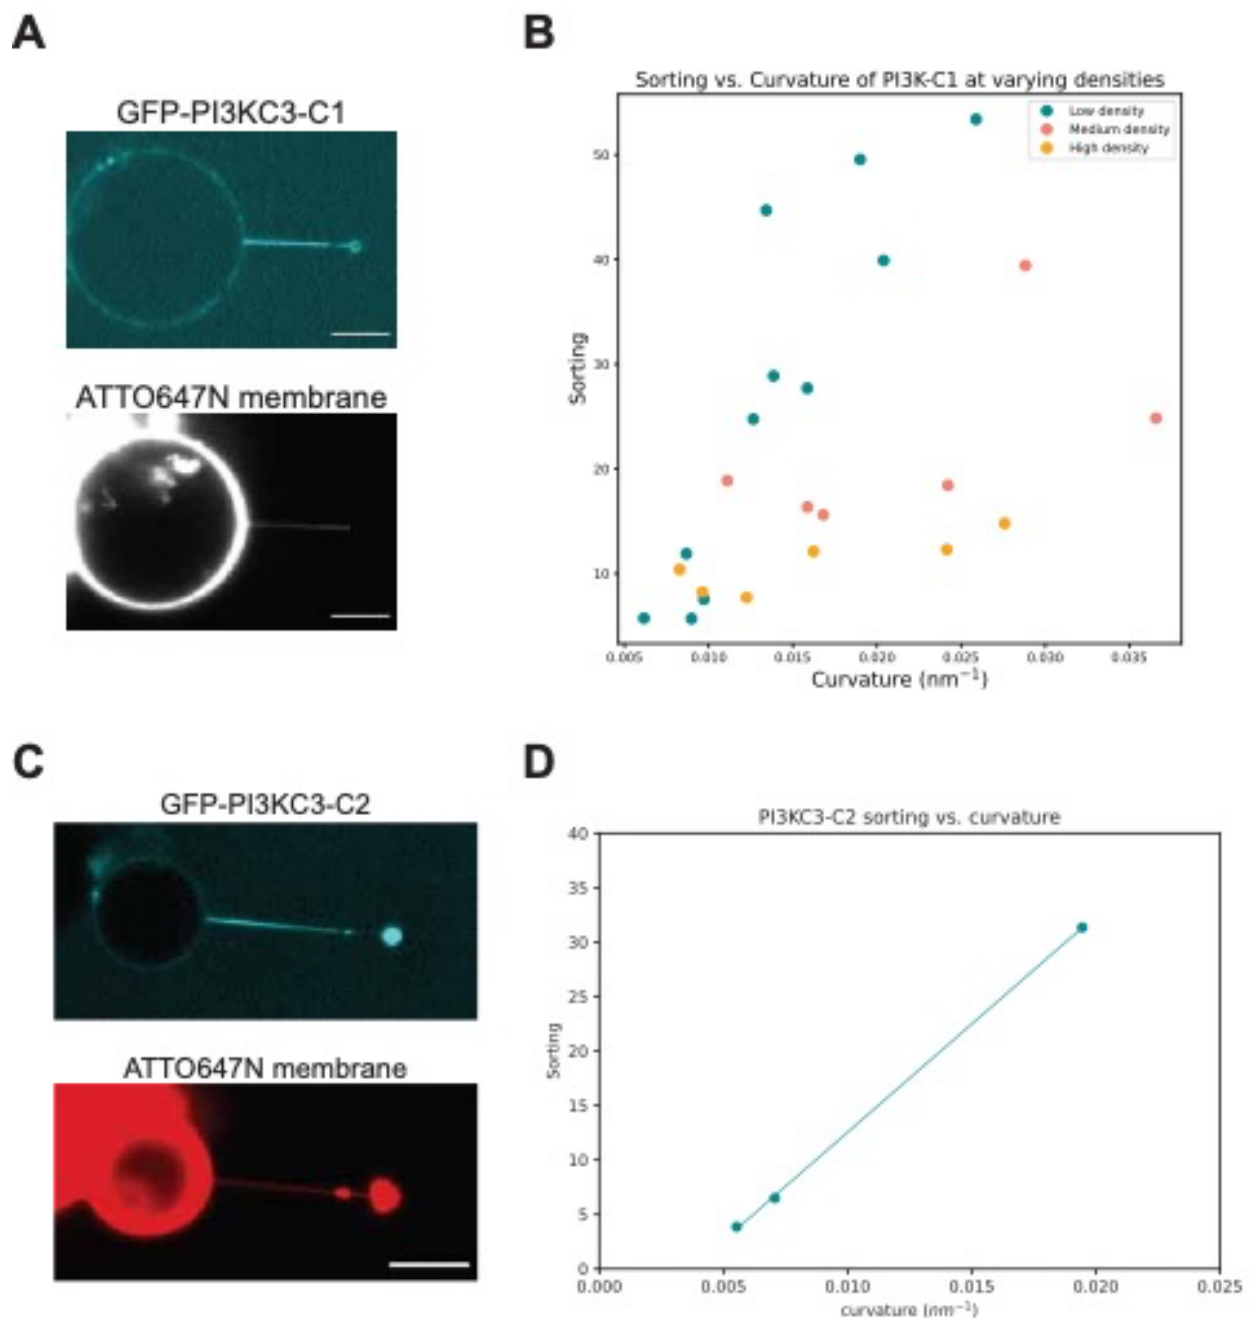 A
GFP-PI3KC3-C1
ATTO647N membrane
B
Sorting vs. Curvature of PI3K-C1 at varying densities
Low density
Medium density
High density
50
40
30
20
10
Sorting
0.005 0.010 0.015 0.020 0.025 0.030 0.035
Curvature (nm⁻¹)
C
GFP-PI3KC3-C2
ATTO647N membrane
D
PI3KC3-C2 sorting vs. curvature
40
35
30
25
20
15
10
5
0
Sorting
0.000 0.005 0.010 0.015 0.020 0.025
curvature (nm⁻¹)